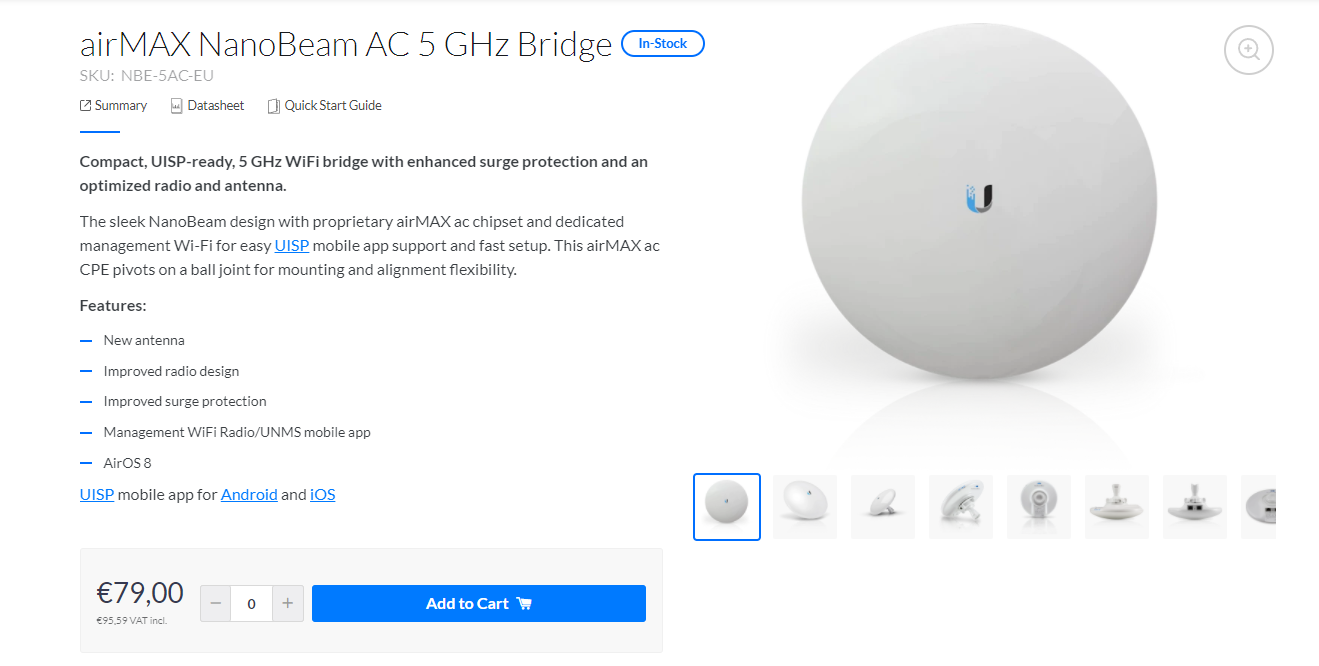 airMAX NanoBeam AC 5 GHz Bridge In-Stock
SKU: NBE-5AC-EU
Summary Datasheet Quick Start Guide
Compact, UISP-ready, 5 GHz WiFi bridge with enhanced surge protection and an
optimized radio and antenna.
The sleek NanoBeam design with proprietary airMAX ac chipset and dedicated
management Wi-Fi for easy UISP mobile app support and fast setup. This airMAX ac
CPE pivots on a ball joint for mounting and alignment flexibility.
Features:
New antenna
Improved radio design
Improved surge protection
Management WiFi Radio/UNMS mobile app
AirOS 8
UISP mobile app for Android and iOS
€79,00
€95,59 VAT incl.
− 0 +
Add to Cart